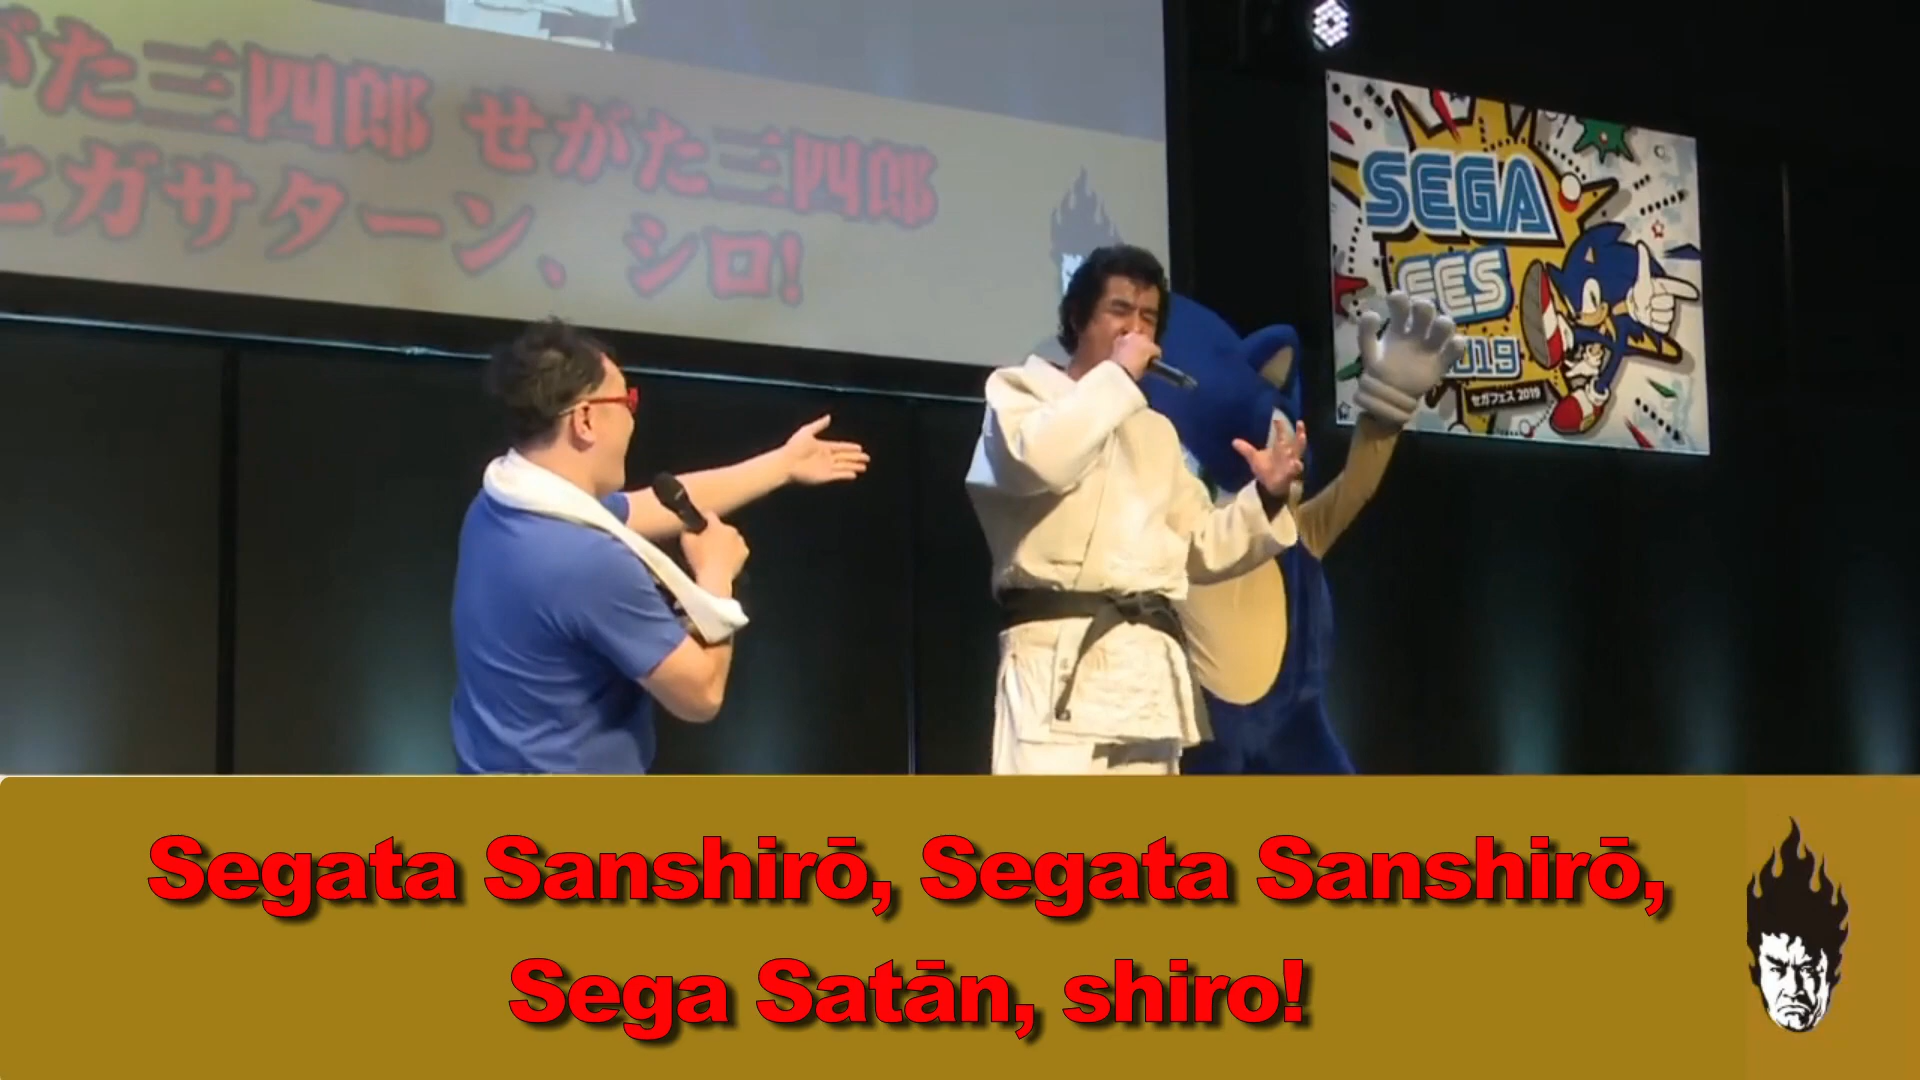 がた三四郎 せがた三四郎
セガサターン、シロ!
SEGA
FES
2019
セガフェス 2019
Segata Sanshirō, Segata Sanshirō,
Sega Satān, shiro!